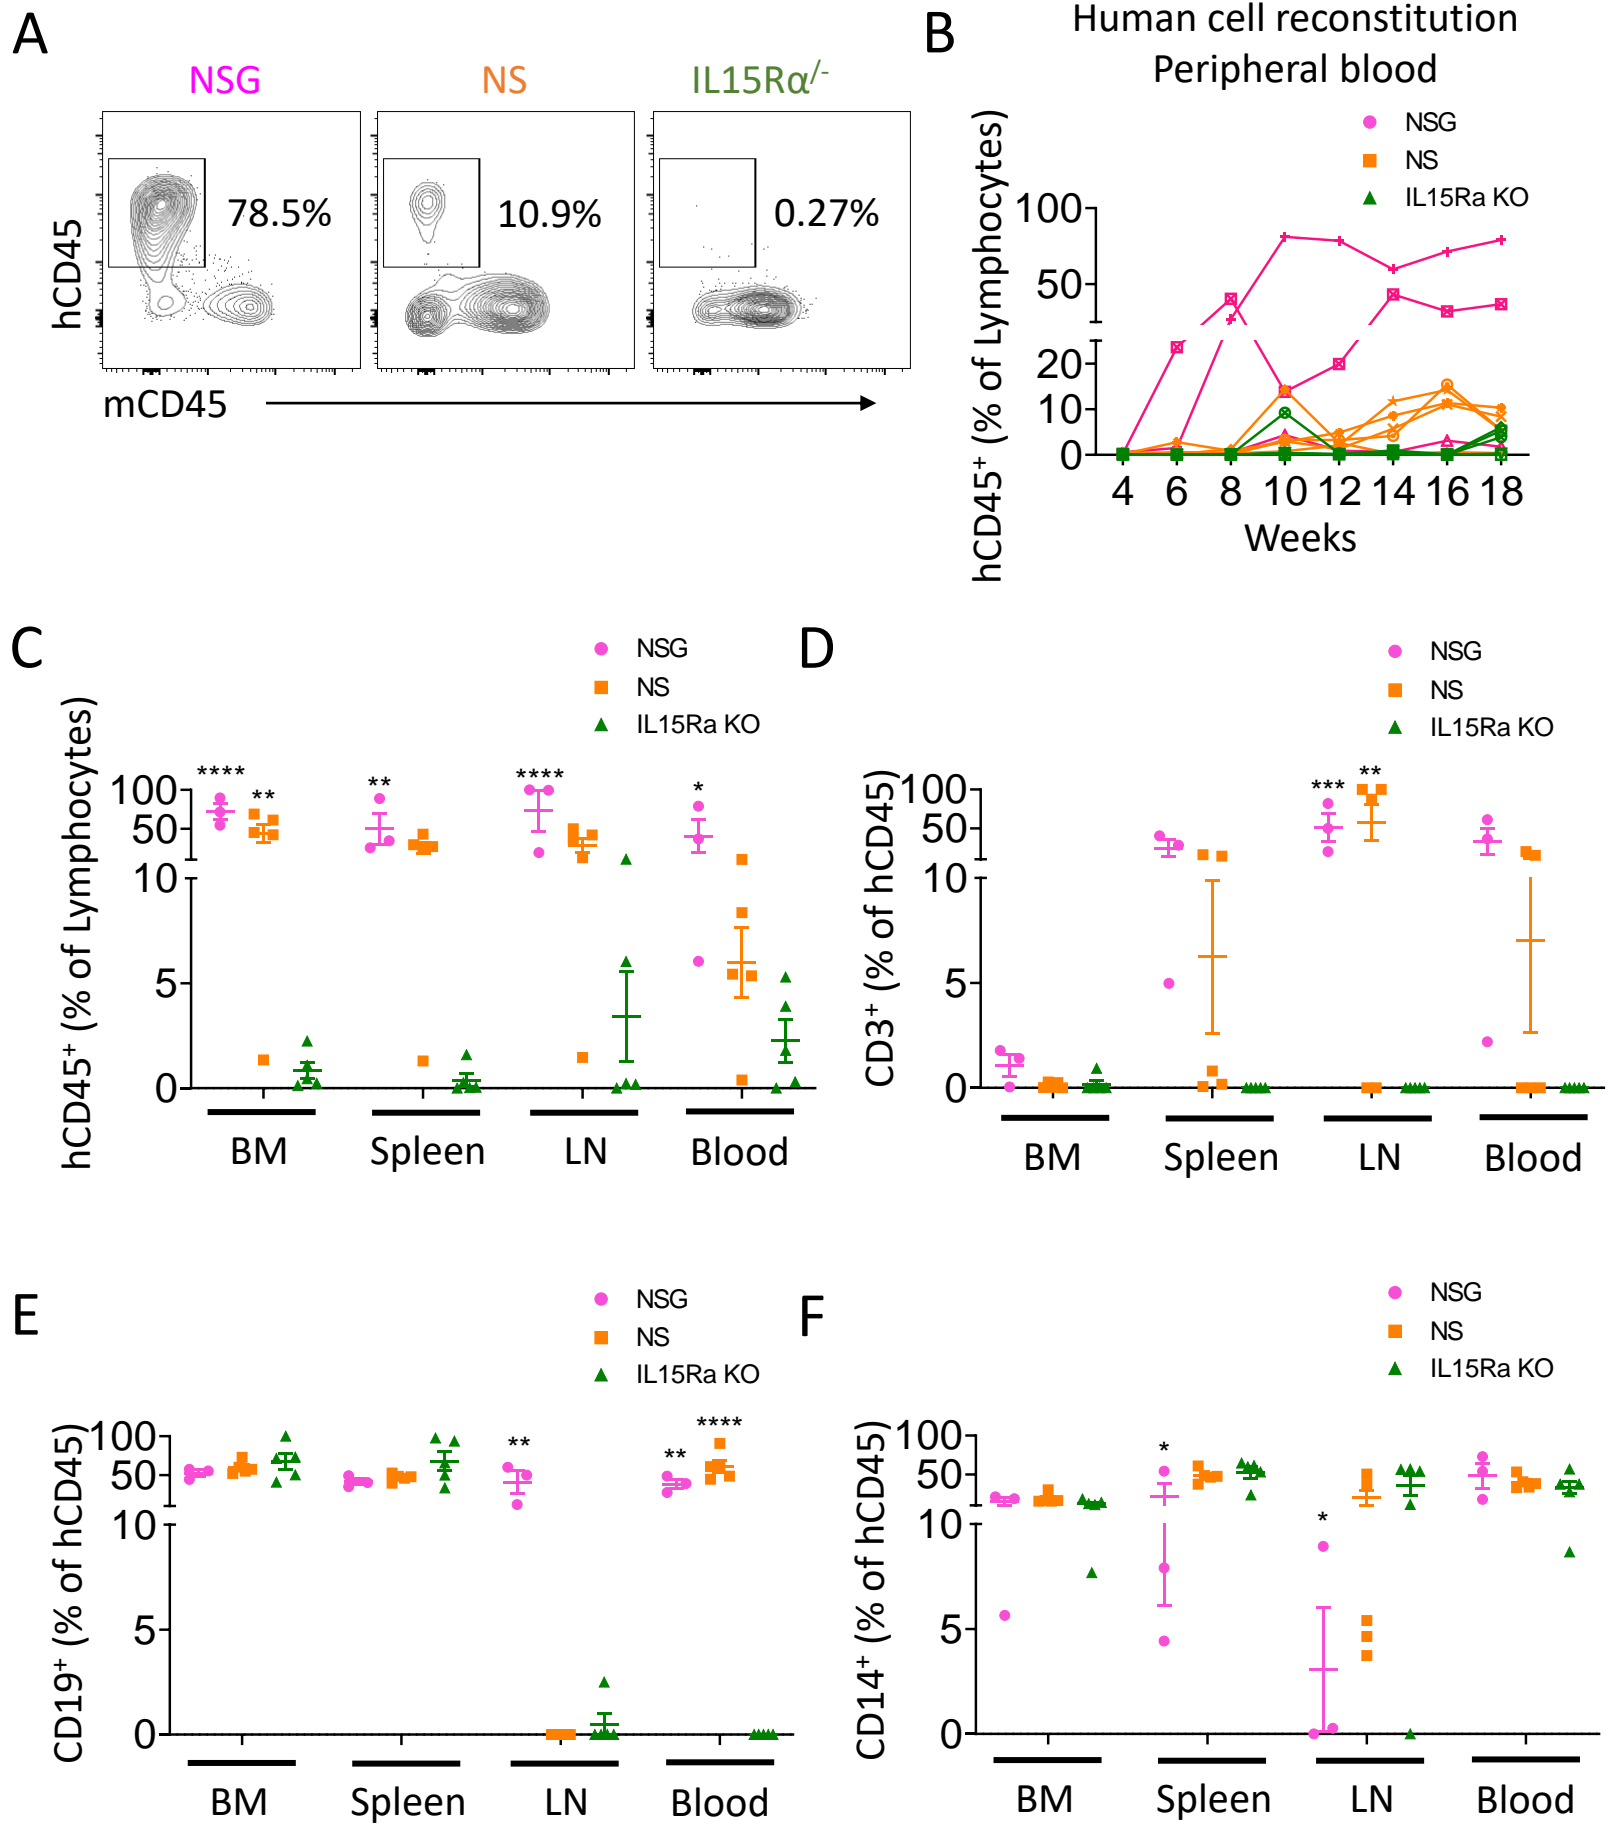 A
NSG
NS
IL15Rα/-
hCD45
78.5%
10.9%
0.27%
mCD45
B
Human cell reconstitution
Peripheral blood
NSG
NS
IL15Ra KO
hCD45+ (% of Lymphocytes)
100
50
20
10
0
4 6 8 10 12 14 16 18
Weeks
C
NSG
NS
IL15Ra KO
hCD45+ (% of Lymphocytes)
100
50
10
5
0
**** ** ** **** *
BM Spleen LN Blood
D
NSG
NS
IL15Ra KO
CD3+ (% of hCD45)
100
50
10
5
0
*** **
BM Spleen LN Blood
E
NSG
NS
IL15Ra KO
CD19+ (% of hCD45)
100
50
10
5
0
** ** ****
BM Spleen LN Blood
F
NSG
NS
IL15Ra KO
CD14+ (% of hCD45)
100
50
10
5
0
* *
BM Spleen LN Blood